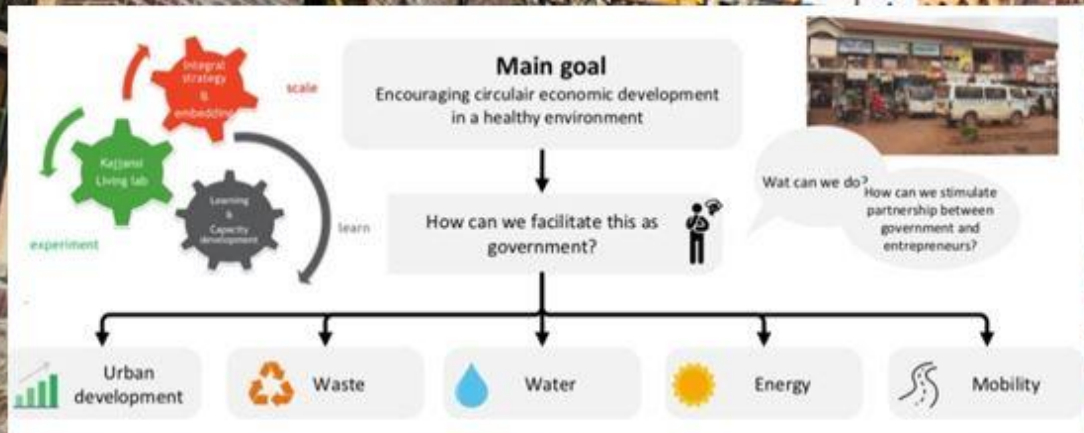 Integral
strategy
&
embedding
scale
Kajjansi
Living lab
experiment
Learning
&
Capacity
development
learn
Main goal
Encouraging circulair economic development
in a healthy environment
How can we facilitate this as
government?
Wat can we do?
How can we stimulate
partnership between
government and
entrepreneurs?
Urban
development
Waste
Water
Energy
Mobility